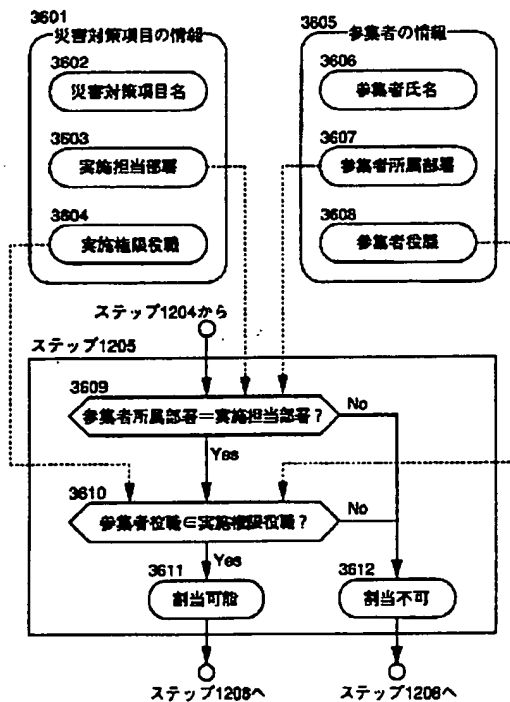 3601
災害対策項目の情報
3602
災害対策項目名
3603
実施担当部署
3604
実施権限役職
3605
参集者の情報
3606
参集者氏名
3607
参集者所属部署
3608
参集者役職
ステップ1204から
ステップ1205
3609
参集者所属部署=実施担当部署?
No
Yes
3610
参集者役職∈実施権限役職?
No
Yes
3611
割当可能
3612
割当不可
ステップ1206へ
ステップ1208へ